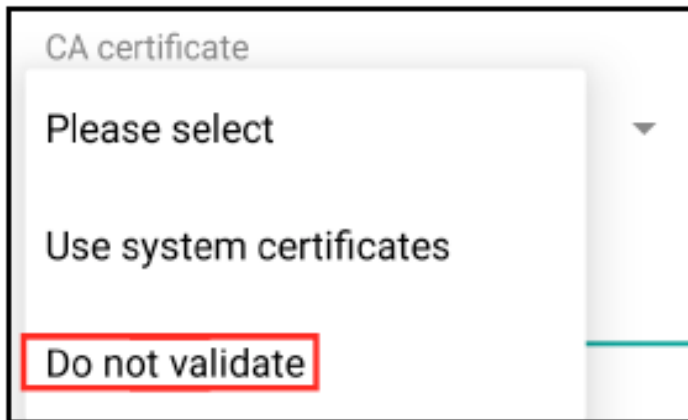 CA certificate
Please select
Use system certificates
Do not validate